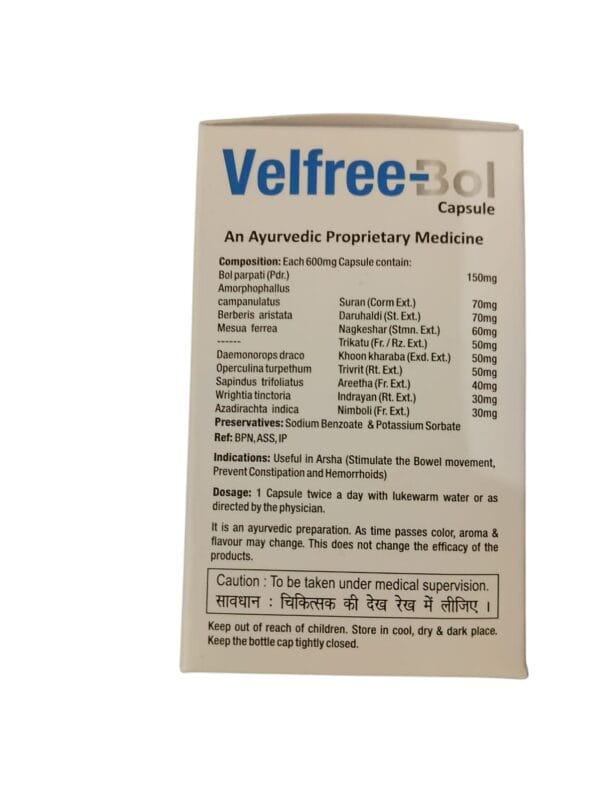 Velfree-Bol
Capsule
An Ayurvedic Proprietary Medicine
Composition: Each 600mg Capsule contain:
Bol parpati (Pdr.) 150mg
Amorphophallus
campanulatus Suran (Corm Ext.) 70mg
Berberis aristata Daruhaldi (St. Ext.) 70mg
Mesua ferrea Nagkeshar (Stmn. Ext.) 60mg
------ Trikatu (Fr. / Rz. Ext.) 50mg
Daemonorops draco Khoon kharaba (Exd. Ext.) 50mg
Operculina turpethum Trivrit (Rt. Ext.) 50mg
Sapindus trifoliatus Areetha (Fr. Ext.) 40mg
Wrightia tinctoria Indrayan (Rt. Ext.) 30mg
Azadirachta indica Nimboli (Fr. Ext.) 30mg
Preservatives: Sodium Benzoate & Potassium Sorbate
Ref: BPN, ASS, IP
Indications: Useful in Arsha (Stimulate the Bowel movement,
Prevent Constipation and Hemorrhoids)
Dosage: 1 Capsule twice a day with lukewarm water or as
directed by the physician.
It is an ayurvedic preparation. As time passes color, aroma &
flavour may change. This does not change the efficacy of the
products.
Caution : To be taken under medical supervision.
सावधान : चिकित्सक की देख रेख में लीजिए ।
Keep out of reach of children. Store in cool, dry & dark place.
Keep the bottle cap tightly closed.